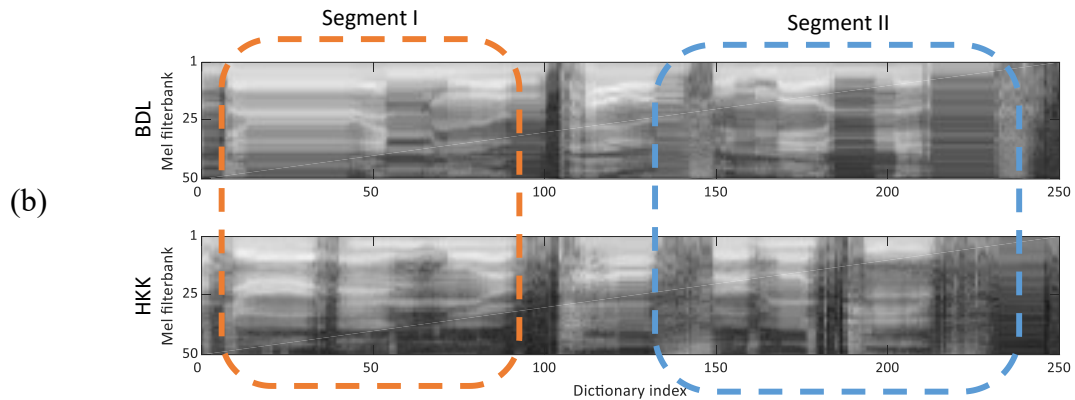 Segment I
Segment II
BDL
Mel filterbank
1
25
50
0 50 100 150 200 250
(b)
HKK
Mel filterbank
1
25
50
0 50 100 150 200 250
Dictionary index